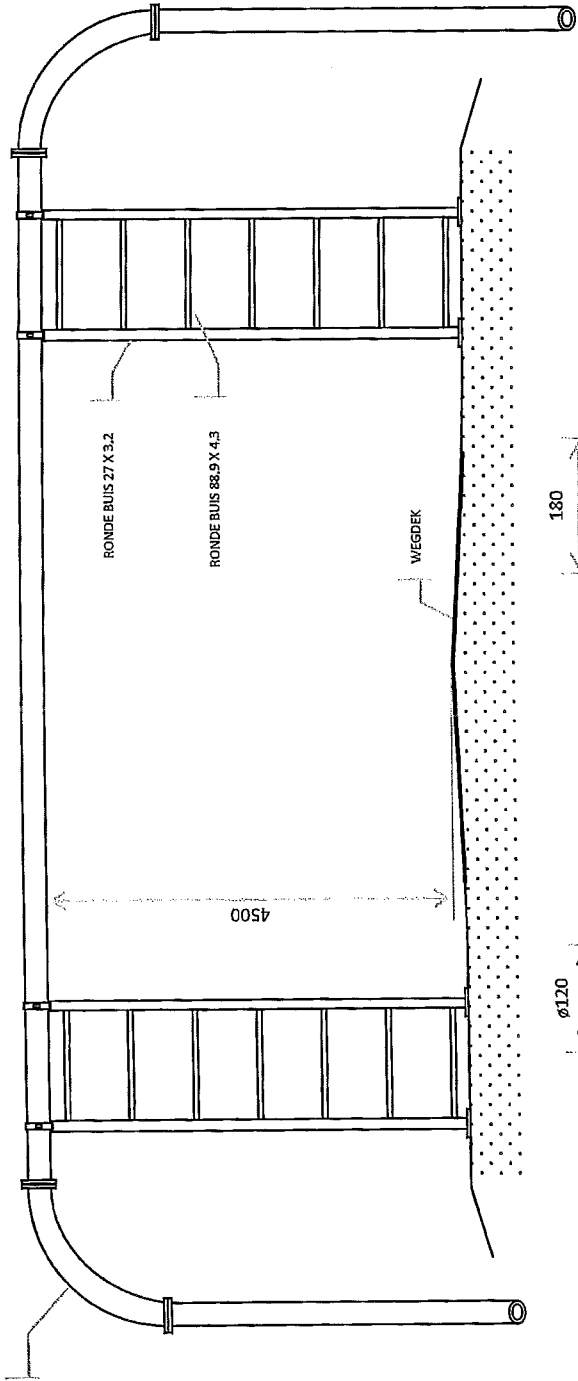 RONDE BUIS 27 X 3,2
RONDE BUIS 88,9 X 4,3
WEGDEK
4500
180
ø120